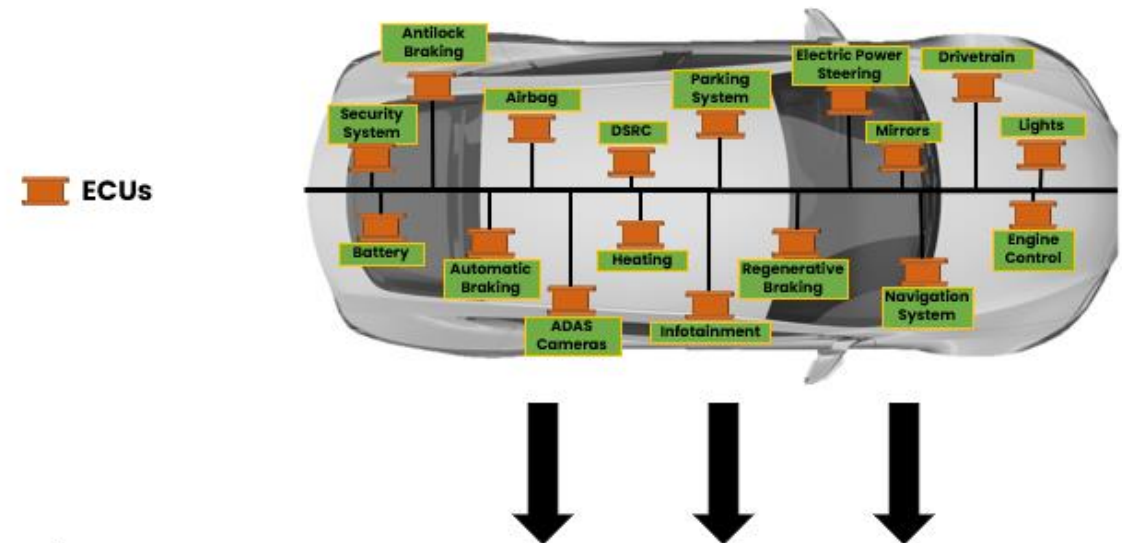 Antilock
Braking
Electric Power
Steering
Drivetrain
Parking
System
Airbag
Security
System
DSRC
Mirrors
Lights
ECUs
Battery
Automatic
Braking
Heating
Regenerative
Braking
Engine
Control
Navigation
System
ADAS
Cameras
Infotainment